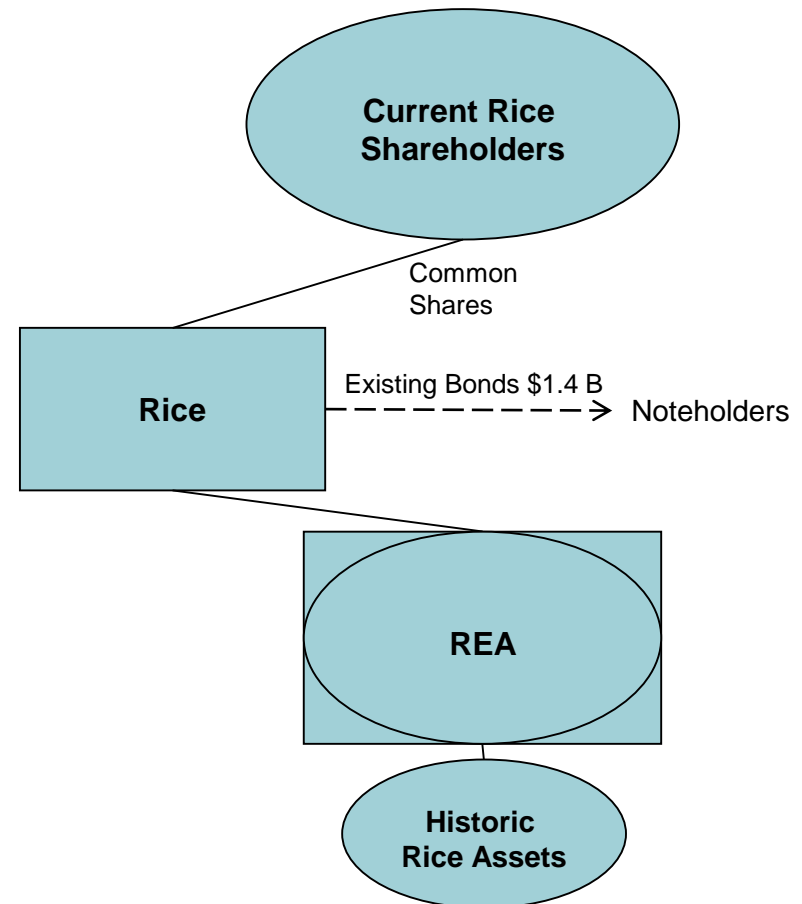 Current Rice
Shareholders
Common
Shares
Rice
Existing Bonds $1.4 B
Noteholders
REA
Historic
Rice Assets